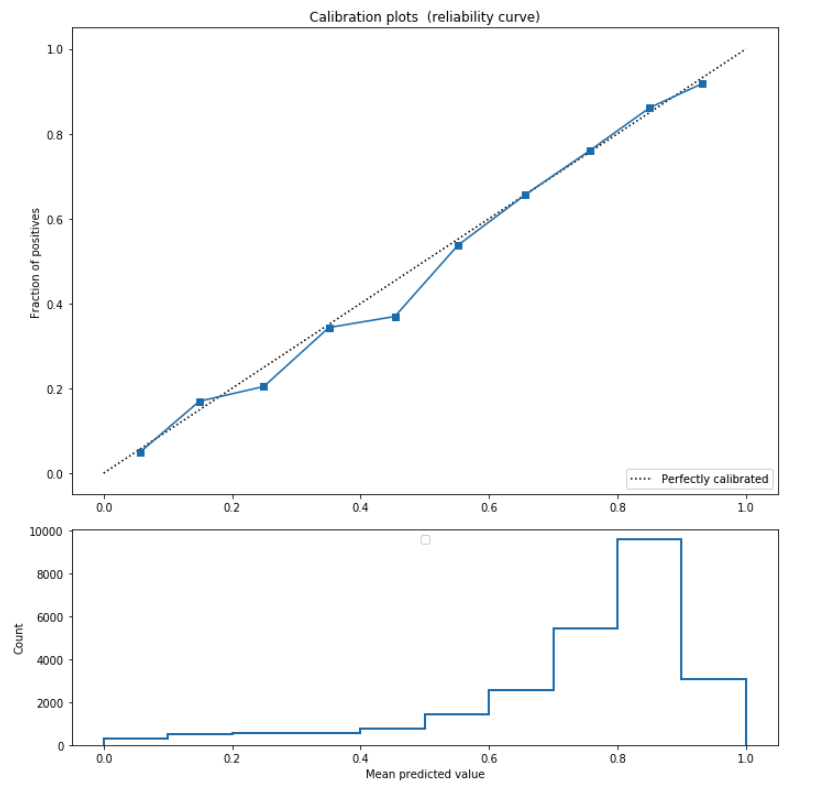 Calibration plots  (reliability curve)
1.0
0.8
0.6
0.4
0.2
0.0
Fraction of positives
Perfectly calibrated
0.0 0.2 0.4 0.6 0.8 1.0
10000
8000
6000
4000
2000
0
Count
0.0 0.2 0.4 0.6 0.8 1.0
Mean predicted value